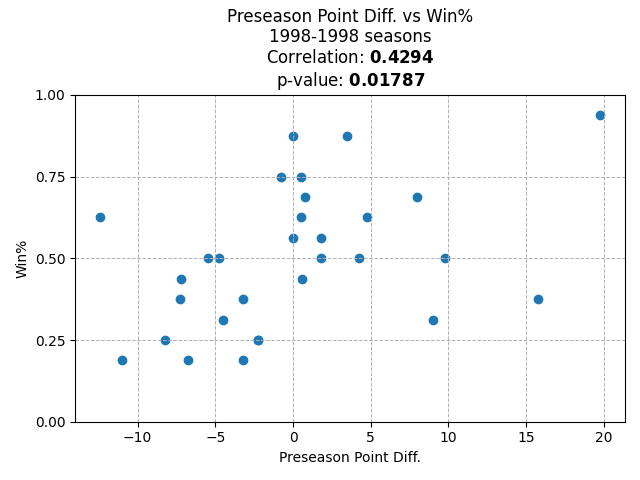 Preseason Point Diff. vs Win%
1998-1998 seasons
Correlation: 0.4294
p-value: 0.01787
1.00
0.75
0.50
0.25
0.00
Win%
−10
−5
0
5
10
15
20
Preseason Point Diff.